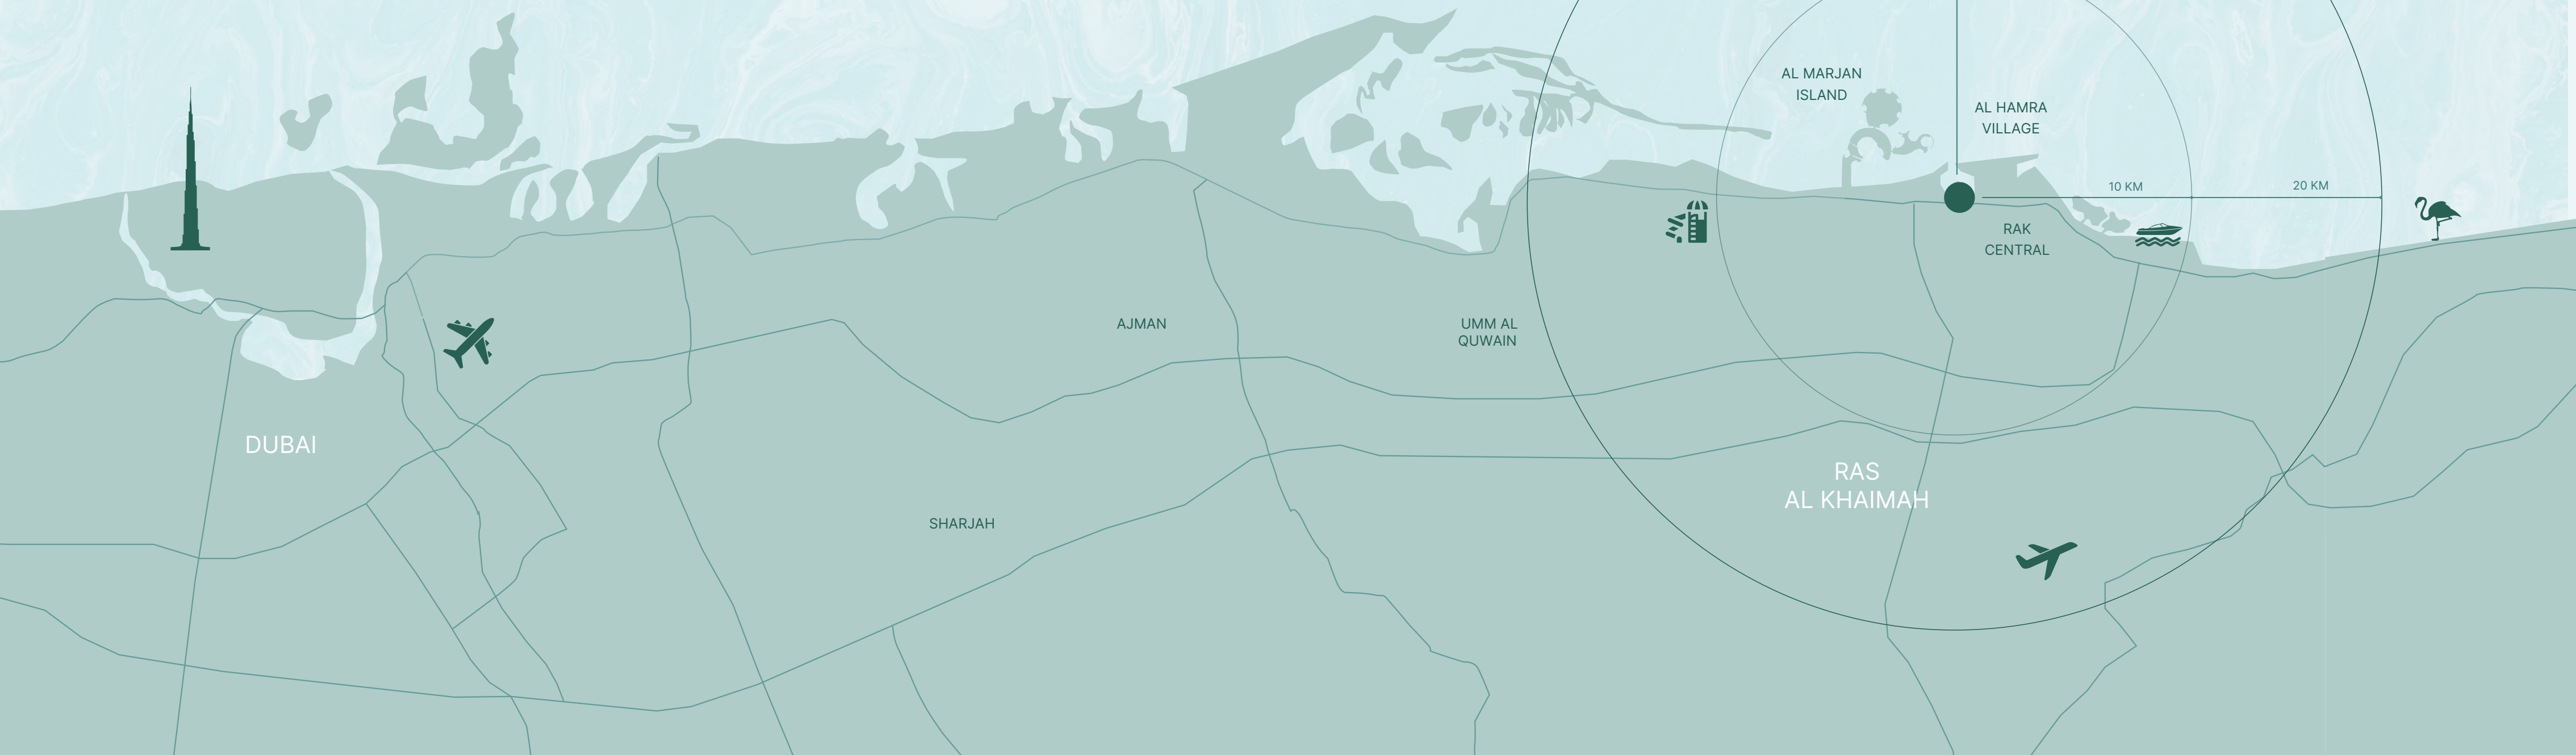 AL MARJAN
ISLAND
AL HAMRA
VILLAGE
10 KM
20 KM
RAK
CENTRAL
AJMAN
UMM AL
QUWAIN
DUBAI
RAS
AL KHAIMAH
SHARJAH